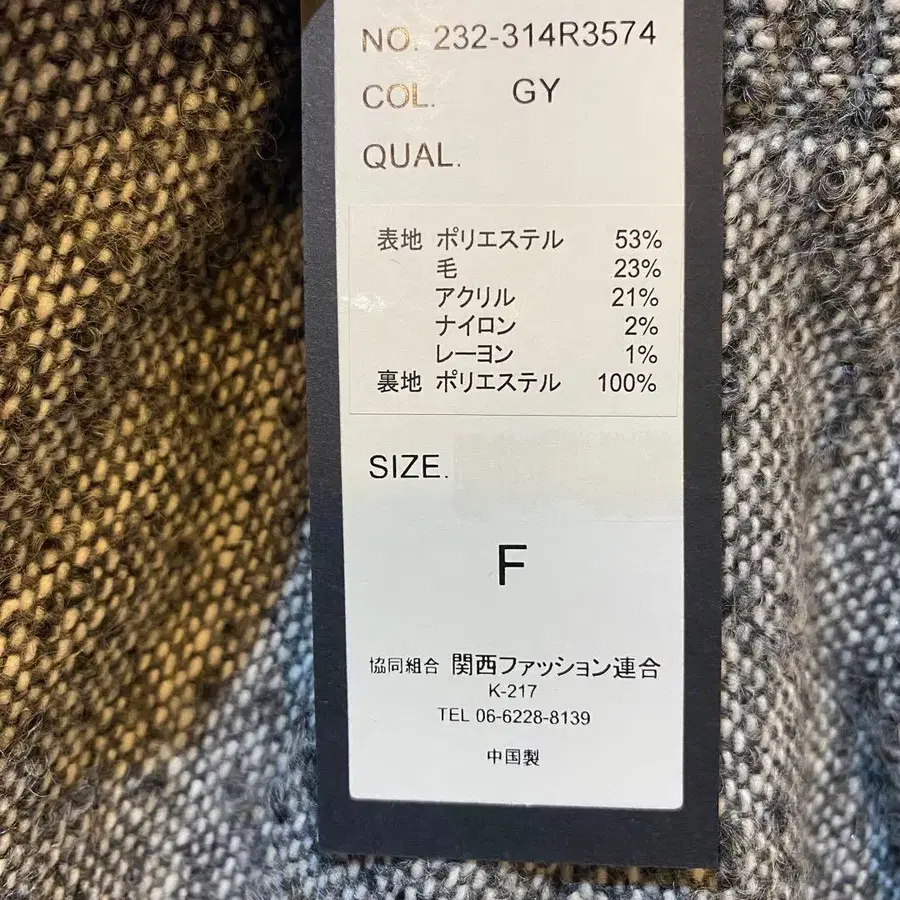 NO. 232-314R3574
COL. GY
QUAL.
表地 ポリエステル 53%
毛 23%
アクリル 21%
ナイロン 2%
レーヨン 1%
裏地 ポリエステル 100%
SIZE.
F
協同組合 関西ファッション連合
K-217
TEL 06-6228-8139
中国製